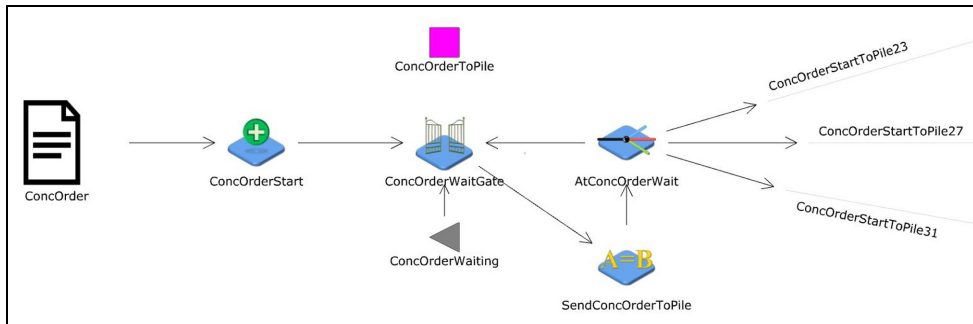 ConcOrderToPile
ConcOrderStartToPile23
ConcOrderStartToPile27
ConcOrder
ConcOrderStart
ConcOrderWaitGate
AtConcOrderWait
ConcOrderStartToPile31
ConcOrderWaiting
A=B
SendConcOrderToPile